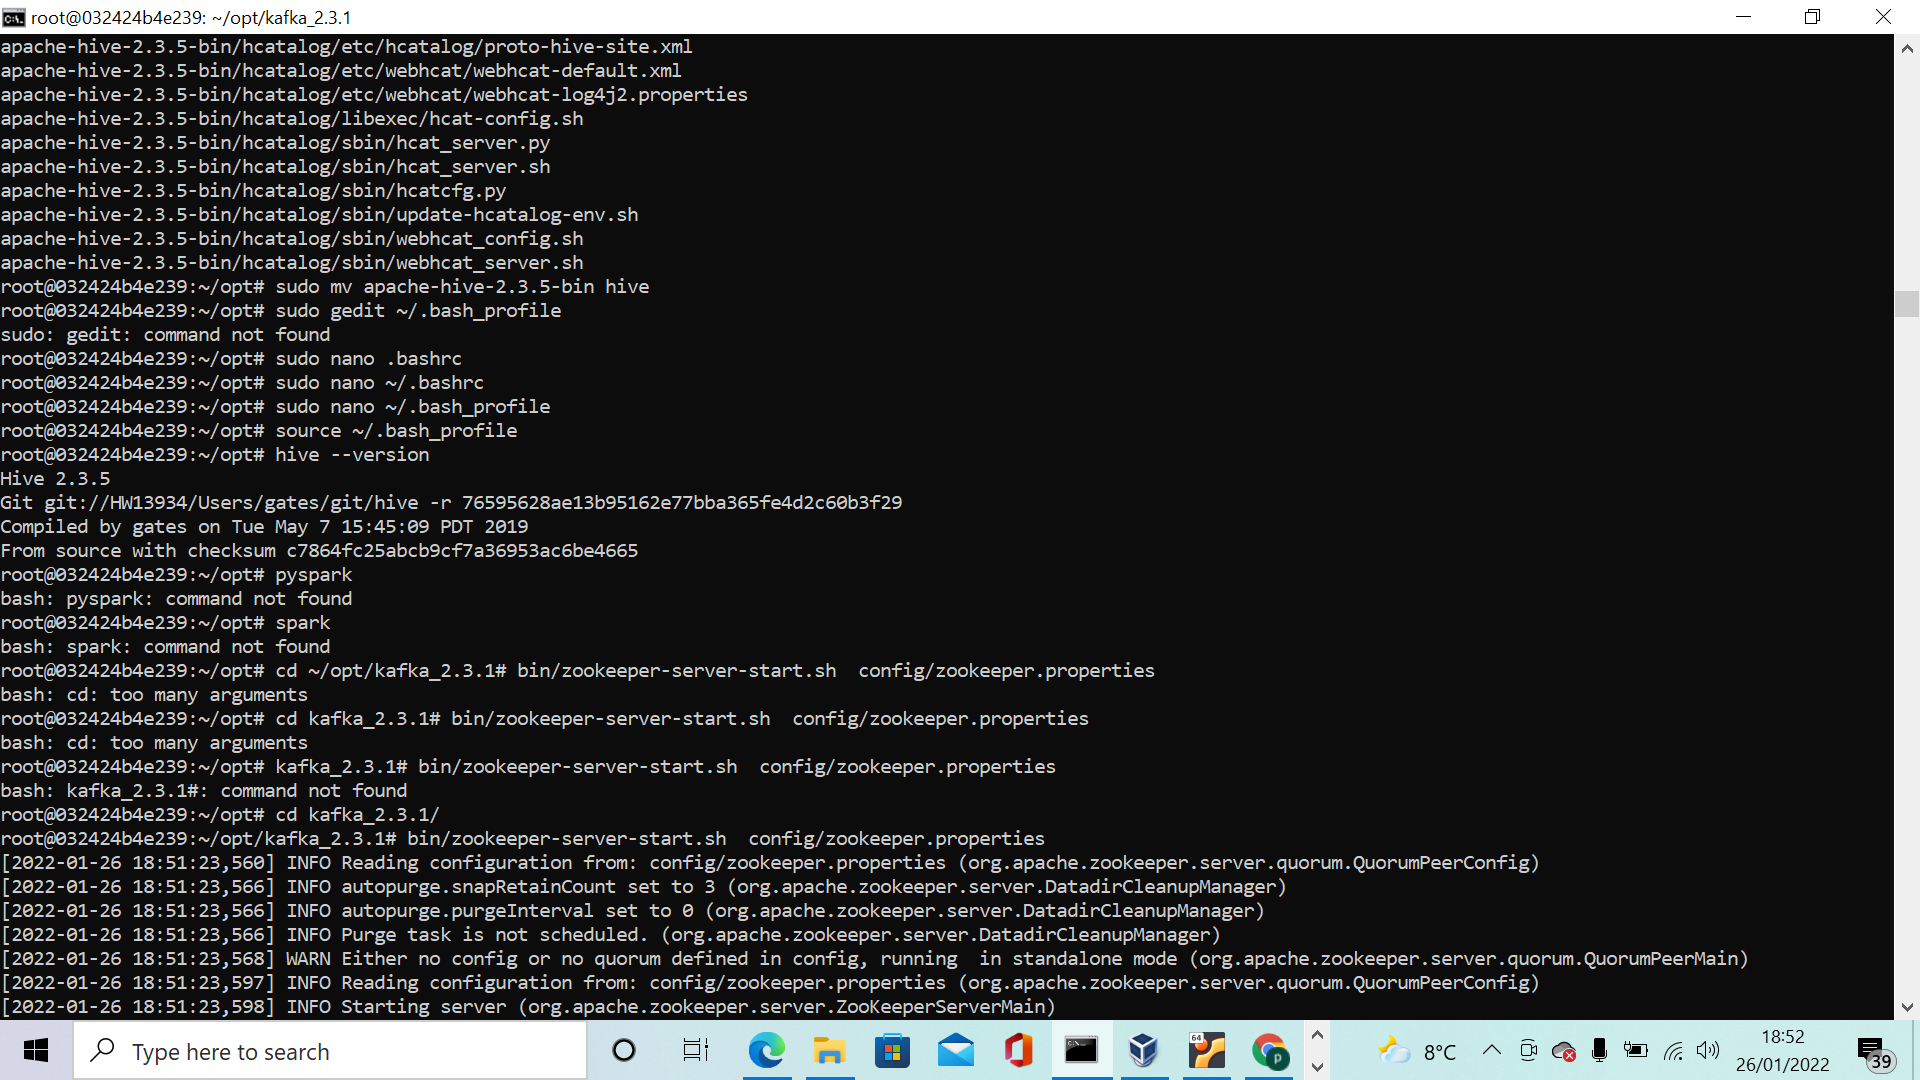 root@032424b4e239: ~/opt/kafka_2.3.1
apache-hive-2.3.5-bin/hcatalog/etc/hcatalog/proto-hive-site.xml
apache-hive-2.3.5-bin/hcatalog/etc/webhcat/webhcat-default.xml
apache-hive-2.3.5-bin/hcatalog/etc/webhcat/webhcat-log4j2.properties
apache-hive-2.3.5-bin/hcatalog/libexec/hcat-config.sh
apache-hive-2.3.5-bin/hcatalog/sbin/hcat_server.py
apache-hive-2.3.5-bin/hcatalog/sbin/hcat_server.sh
apache-hive-2.3.5-bin/hcatalog/sbin/hcatcfg.py
apache-hive-2.3.5-bin/hcatalog/sbin/update-hcatalog-env.sh
apache-hive-2.3.5-bin/hcatalog/sbin/webhcat_config.sh
apache-hive-2.3.5-bin/hcatalog/sbin/webhcat_server.sh
root@032424b4e239:~/opt# sudo mv apache-hive-2.3.5-bin hive
root@032424b4e239:~/opt# sudo gedit ~/.bash_profile
sudo: gedit: command not found
root@032424b4e239:~/opt# sudo nano .bashrc
root@032424b4e239:~/opt# sudo nano ~/.bashrc
root@032424b4e239:~/opt# sudo nano ~/.bash_profile
root@032424b4e239:~/opt# source ~/.bash_profile
root@032424b4e239:~/opt# hive --version
Hive 2.3.5
Git git://HW13934/Users/gates/git/hive -r 76595628ae13b95162e77bba365fe4d2c60b3f29
Compiled by gates on Tue May 7 15:45:09 PDT 2019
From source with checksum c7864fc25abcb9cf7a36953ac6be4665
root@032424b4e239:~/opt# pyspark
bash: pyspark: command not found
root@032424b4e239:~/opt# spark
bash: spark: command not found
root@032424b4e239:~/opt# cd ~/opt/kafka_2.3.1# bin/zookeeper-server-start.sh  config/zookeeper.properties
bash: cd: too many arguments
root@032424b4e239:~/opt# cd kafka_2.3.1# bin/zookeeper-server-start.sh  config/zookeeper.properties
bash: cd: too many arguments
root@032424b4e239:~/opt# kafka_2.3.1# bin/zookeeper-server-start.sh  config/zookeeper.properties
bash: kafka_2.3.1#: command not found
root@032424b4e239:~/opt# cd kafka_2.3.1/
root@032424b4e239:~/opt/kafka_2.3.1# bin/zookeeper-server-start.sh  config/zookeeper.properties
[2022-01-26 18:51:23,560] INFO Reading configuration from: config/zookeeper.properties (org.apache.zookeeper.server.quorum.QuorumPeerConfig)
[2022-01-26 18:51:23,566] INFO autopurge.snapRetainCount set to 3 (org.apache.zookeeper.server.DatadirCleanupManager)
[2022-01-26 18:51:23,566] INFO autopurge.purgeInterval set to 0 (org.apache.zookeeper.server.DatadirCleanupManager)
[2022-01-26 18:51:23,566] INFO Purge task is not scheduled. (org.apache.zookeeper.server.DatadirCleanupManager)
[2022-01-26 18:51:23,568] WARN Either no config or no quorum defined in config, running  in standalone mode (org.apache.zookeeper.server.quorum.QuorumPeerMain)
[2022-01-26 18:51:23,597] INFO Reading configuration from: config/zookeeper.properties (org.apache.zookeeper.server.quorum.QuorumPeerConfig)
[2022-01-26 18:51:23,598] INFO Starting server (org.apache.zookeeper.server.ZooKeeperServerMain)
Type here to search
64
p
8°C
18:52
26/01/2022
39